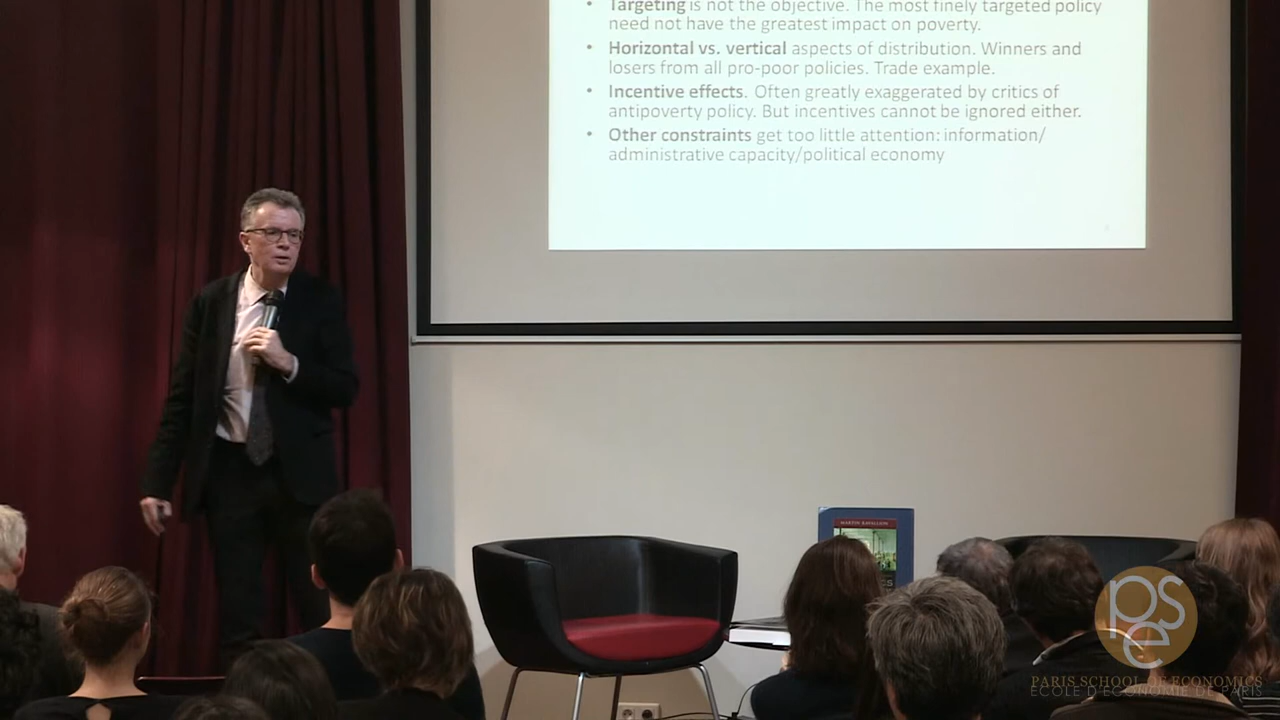 • Targeting is not the objective. The most finely targeted policy
need not have the greatest impact on poverty.
• Horizontal vs. vertical aspects of distribution. Winners and
losers from all pro-poor policies. Trade example.
• Incentive effects. Often greatly exaggerated by critics of
antipoverty policy. But incentives cannot be ignored either.
• Other constraints get too little attention: information/
administrative capacity/political economy
MARTIN RAVALLION
pse
PARIS SCHOOL OF ECONOMICS
ÉCOLE D'ÉCONOMIE DE PARIS